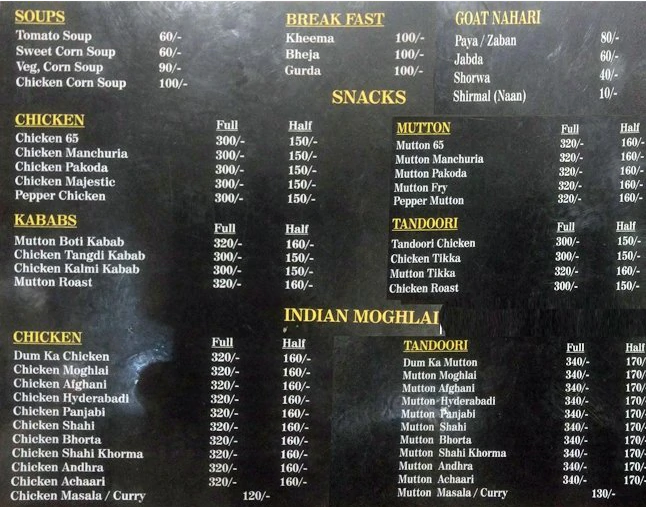 SOUPS
Tomato Soup 60/-
Sweet Corn Soup 60/-
Veg, Corn Soup 90/-
Chicken Corn Soup 100/-
BREAK FAST
Kheema 100/-
Bheja 100/-
Gurda 100/-
GOAT NAHARI
Paya / Zaban 80/-
Jabda 60/-
Shorwa 40/-
Shirmal (Naan) 10/-
SNACKS
CHICKEN Full Half
Chicken 65 300/- 150/-
Chicken Manchuria 300/- 150/-
Chicken Pakoda 300/- 150/-
Chicken Majestic 300/- 150/-
Pepper Chicken 300/- 150/-
MUTTON Full Half
Mutton 65 320/- 160/-
Mutton Manchuria 320/- 160/-
Mutton Pakoda 320/- 160/-
Mutton Fry 320/- 160/-
Pepper Mutton 320/- 160/-
KABABS Full Half
Mutton Boti Kabab 320/- 160/-
Chicken Tangdi Kabab 300/- 150/-
Chicken Kalmi Kabab 300/- 150/-
Mutton Roast 320/- 160/-
TANDOORI Full Half
Tandoori Chicken 300/- 150/-
Chicken Tikka 300/- 150/-
Mutton Tikka 320/- 160/-
Chicken Roast 300/- 150/-
INDIAN MOGHLAI
CHICKEN Full Half
Dum Ka Chicken 320/- 160/-
Chicken Moghlai 320/- 160/-
Chicken Afghani 320/- 160/-
Chicken Hyderabadi 320/- 160/-
Chicken Panjabi 320/- 160/-
Chicken Shahi 320/- 160/-
Chicken Bhorta 320/- 160/-
Chicken Shahi Khorma 320/- 160/-
Chicken Andhra 320/- 160/-
Chicken Achaari 320/- 160/-
Chicken Masala / Curry 120/-
TANDOORI Full Half
Dum Ka Mutton 340/- 170/-
Mutton Moghlai 340/- 170/-
Mutton Afghani 340/- 170/-
Mutton Hyderabadi 340/- 170/-
Mutton Panjabi 340/- 170/-
Mutton Shahi 340/- 170/-
Mutton Bhorta 340/- 170/-
Mutton Shahi Khorma 340/- 170/-
Mutton Andhra 340/- 170/-
Mutton Achaari 340/- 170/-
Mutton Masala / Curry 130/-